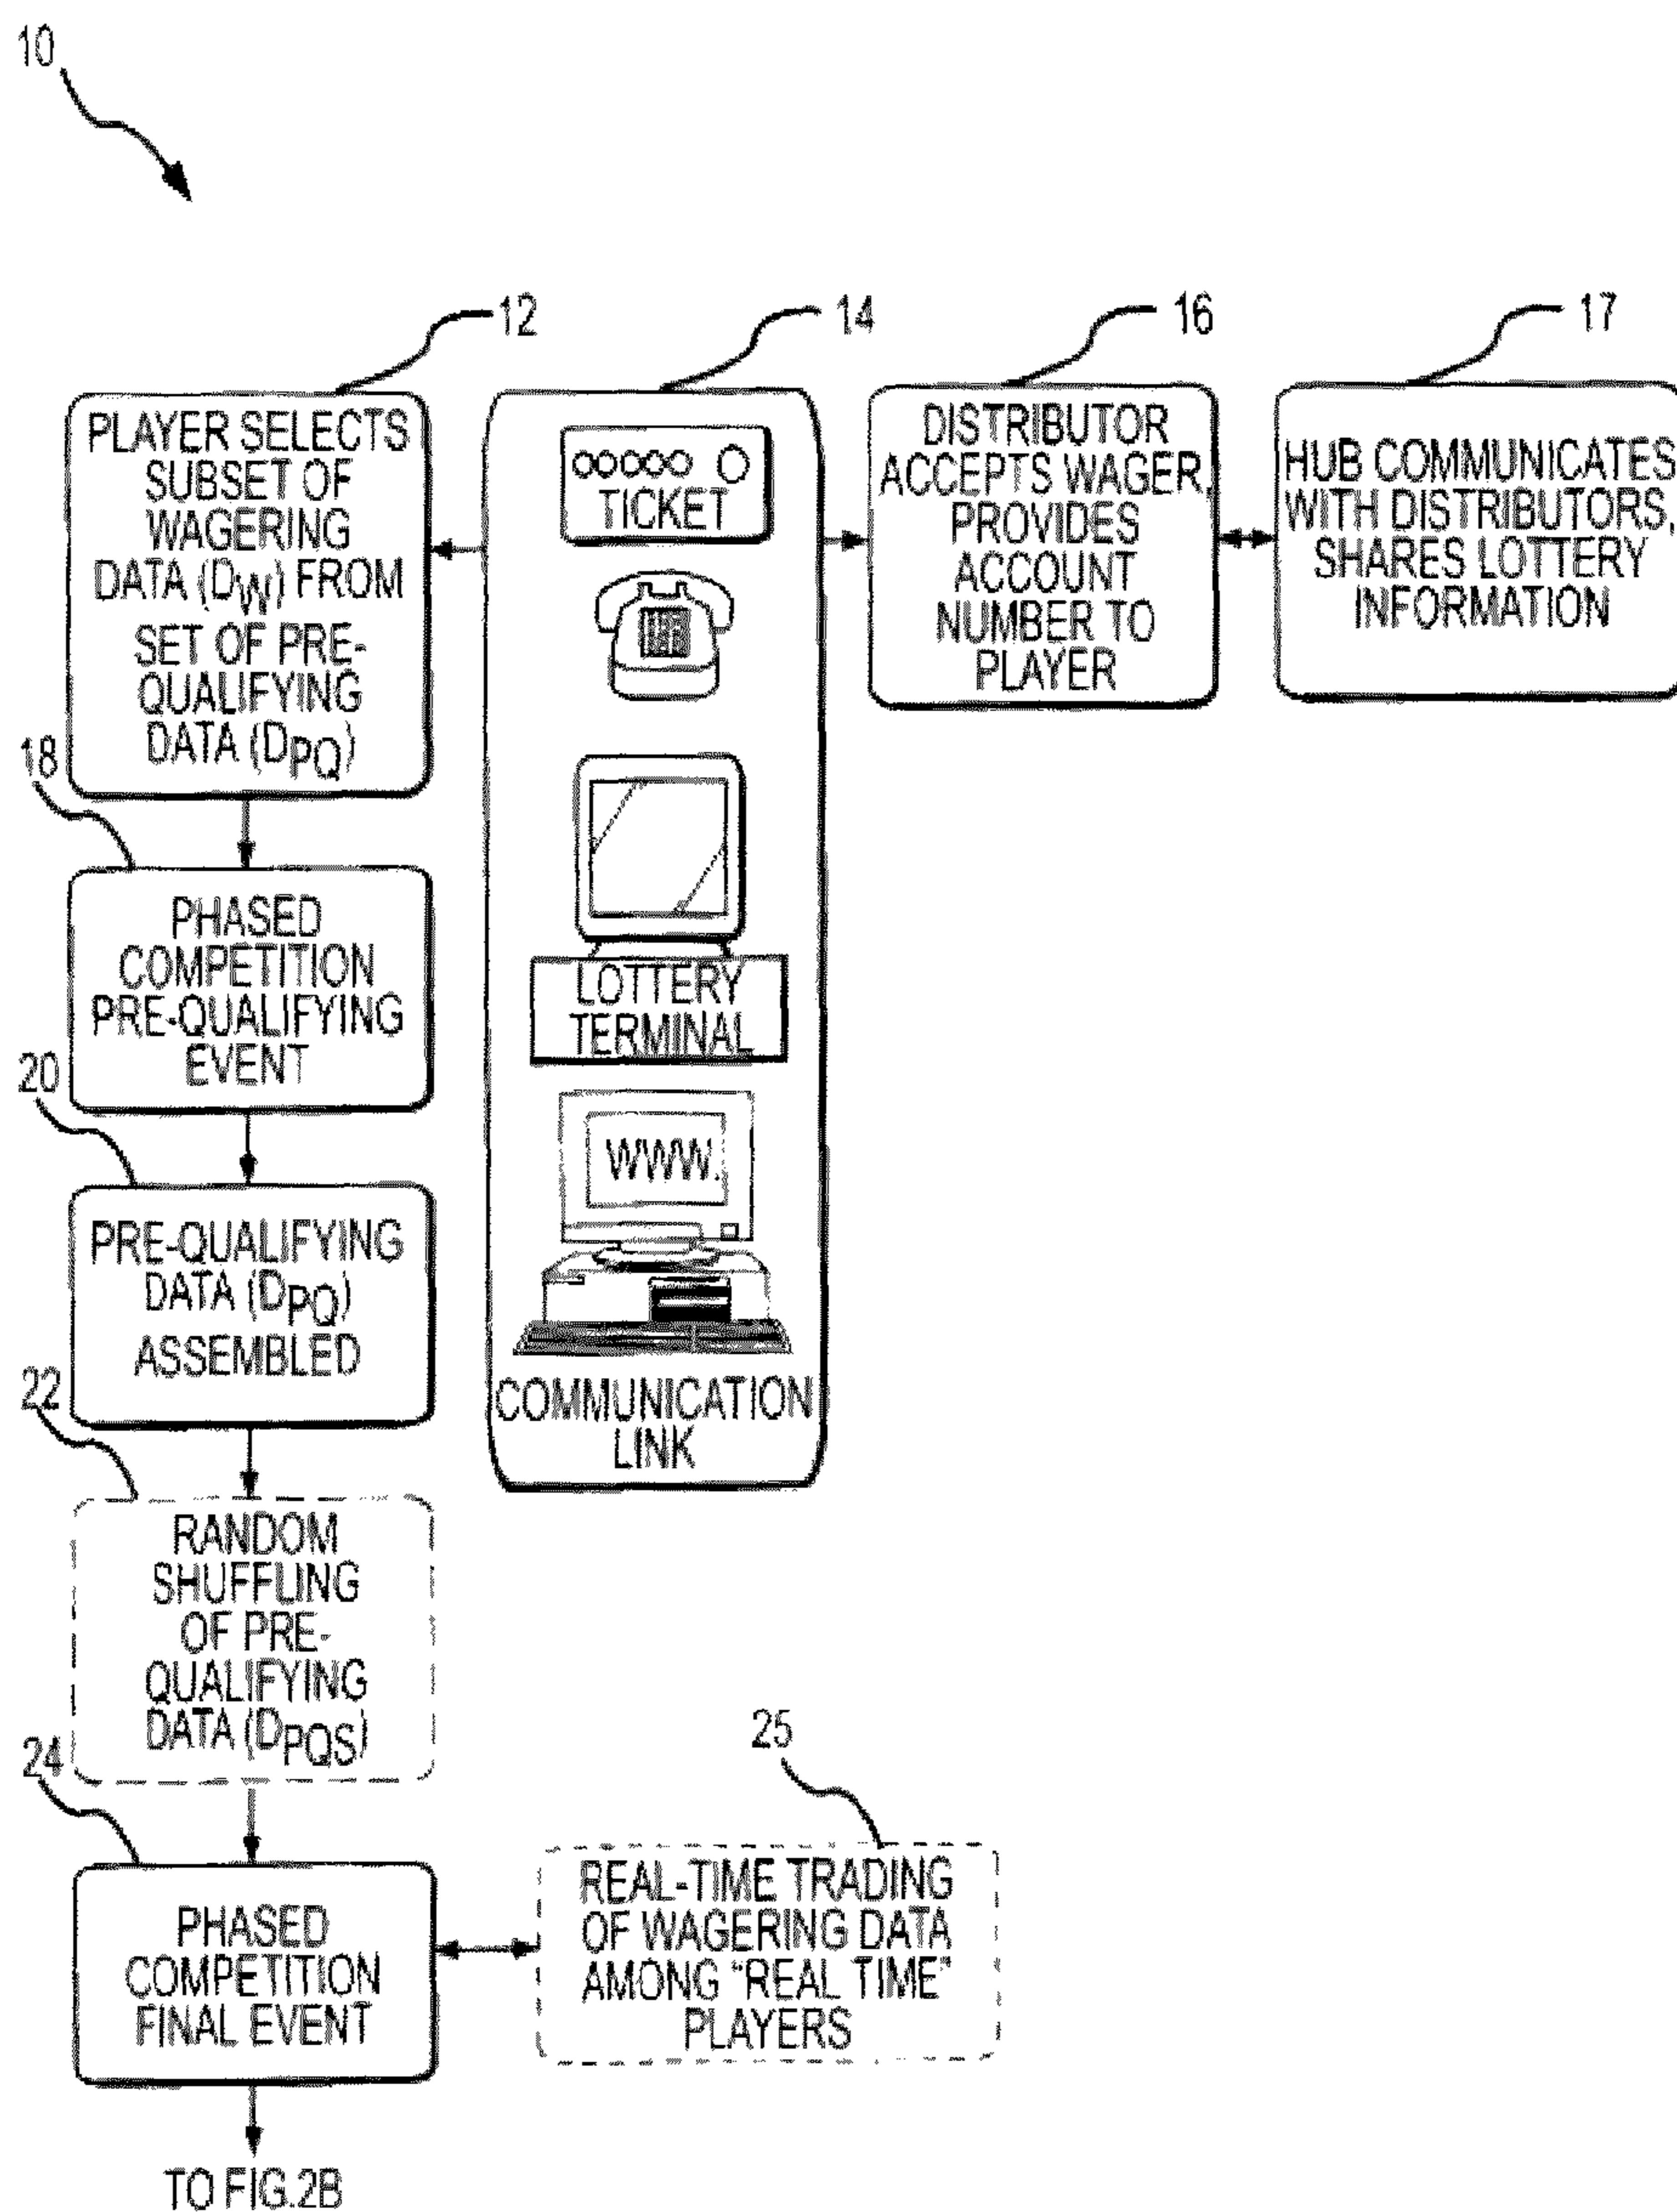 10
12
14
16
17
PLAYER SELECTS
SUBSET OF
WAGERING
DATA (DW) FROM
SET OF PRE-
QUALIFYING
DATA (DPQ)
TICKET
LOTTERY
TERMINAL
WWW.
COMMUNICATION
LINK
DISTRIBUTOR
ACCEPTS WAGER,
PROVIDES
ACCOUNT
NUMBER TO
PLAYER
HUB COMMUNICATES
WITH DISTRIBUTORS,
SHARES LOTTERY
INFORMATION
18
PHASED
COMPETITION
PRE-QUALIFYING
EVENT
20
PRE-QUALIFYING
DATA (DPQ)
ASSEMBLED
22
RANDOM
SHUFFLING
OF PRE-
QUALIFYING
DATA (DPQS)
24
PHASED
COMPETITION
FINAL EVENT
25
REAL-TIME TRADING
OF WAGERING DATA
AMONG "REAL TIME"
PLAYERS
TO FIG.2B